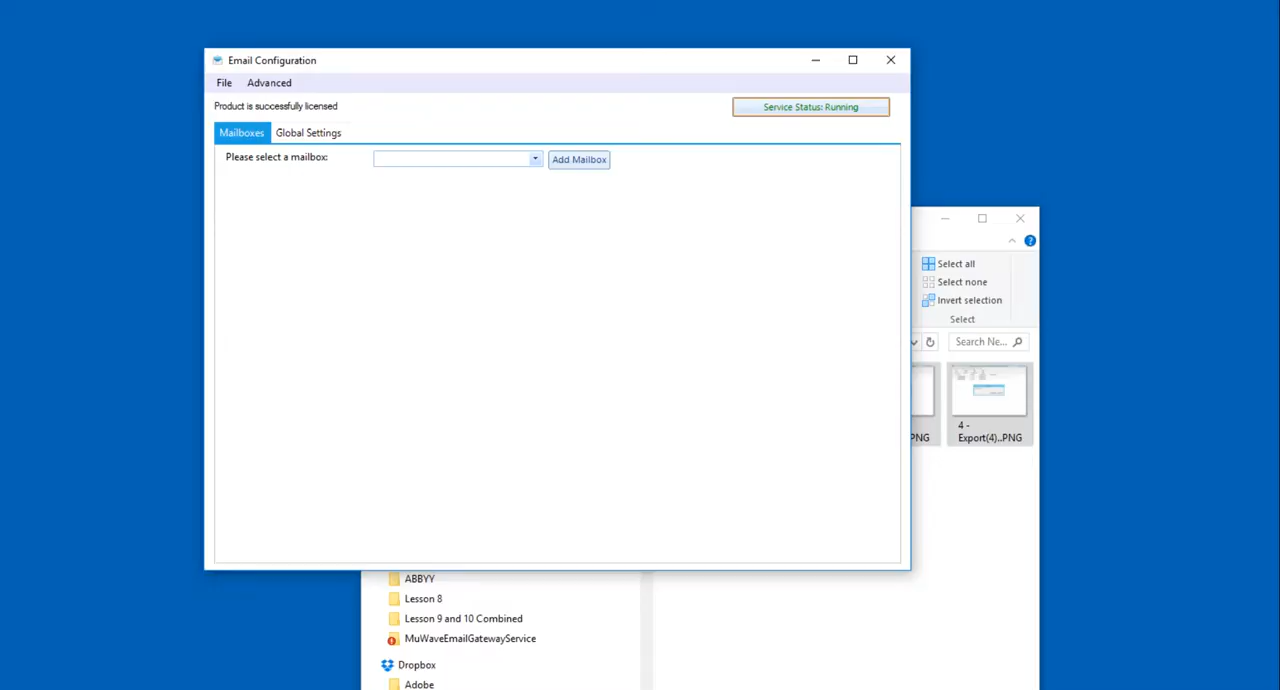 Email Configuration
File Advanced
Product is successfully licensed
Service Status: Running
Mailboxes Global Settings
Please select a mailbox:
Add Mailbox
Select all
Select none
Invert selection
Select
Search Ne...
PNG
4 -
Export(4)..PNG
ABBYY
Lesson 8
Lesson 9 and 10 Combined
MuWaveEmailGatewayService
Dropbox
Adobe